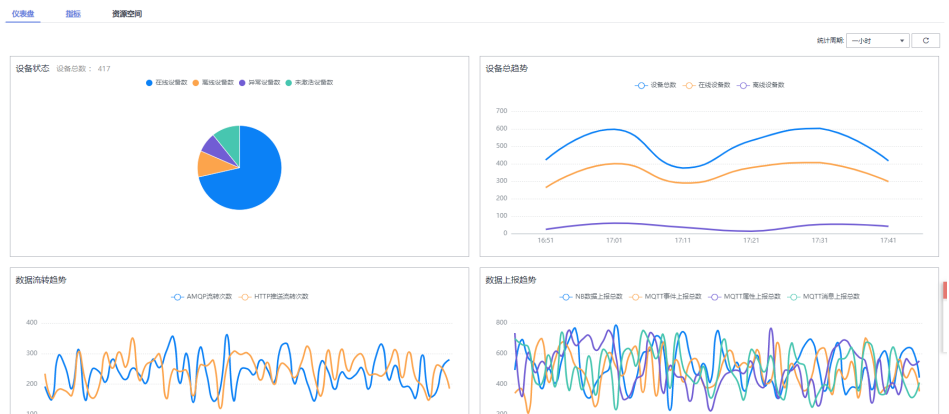 仪表盘 指标 资源空间
统计周期: 一小时
设备状态 设备总数： 417
在线设备数 离线设备数 异常设备数 未激活设备数
设备总趋势
设备总数 在线设备数 离线设备数
700
600
500
400
300
200
100
0
16:51 17:01 17:11 17:21 17:31 17:41
数据流转趋势
AMQP流转次数 HTTP推送流转次数
400
300
200
100
数据上报趋势
NB数据上报总数 MQTT事件上报总数 MQTT属性上报总数 MQTT消息上报总数
800
600
400
200